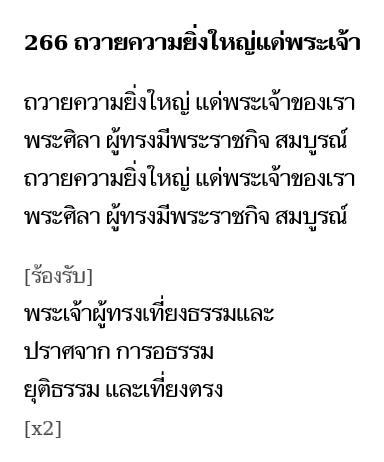 266 ถวายความยิ่งใหญ่แด่พระเจ้า
ถวายความยิ่งใหญ่ แด่พระเจ้าของเรา
พระศิลา ผู้ทรงมีพระราชกิจ สมบูรณ์
ถวายความยิ่งใหญ่ แด่พระเจ้าของเรา
พระศิลา ผู้ทรงมีพระราชกิจ สมบูรณ์
[ร้องรับ]
พระเจ้าผู้ทรงเที่ยงธรรมและ
ปราศจาก การอธรรม
ยุติธรรม และเที่ยงตรง
[x2]